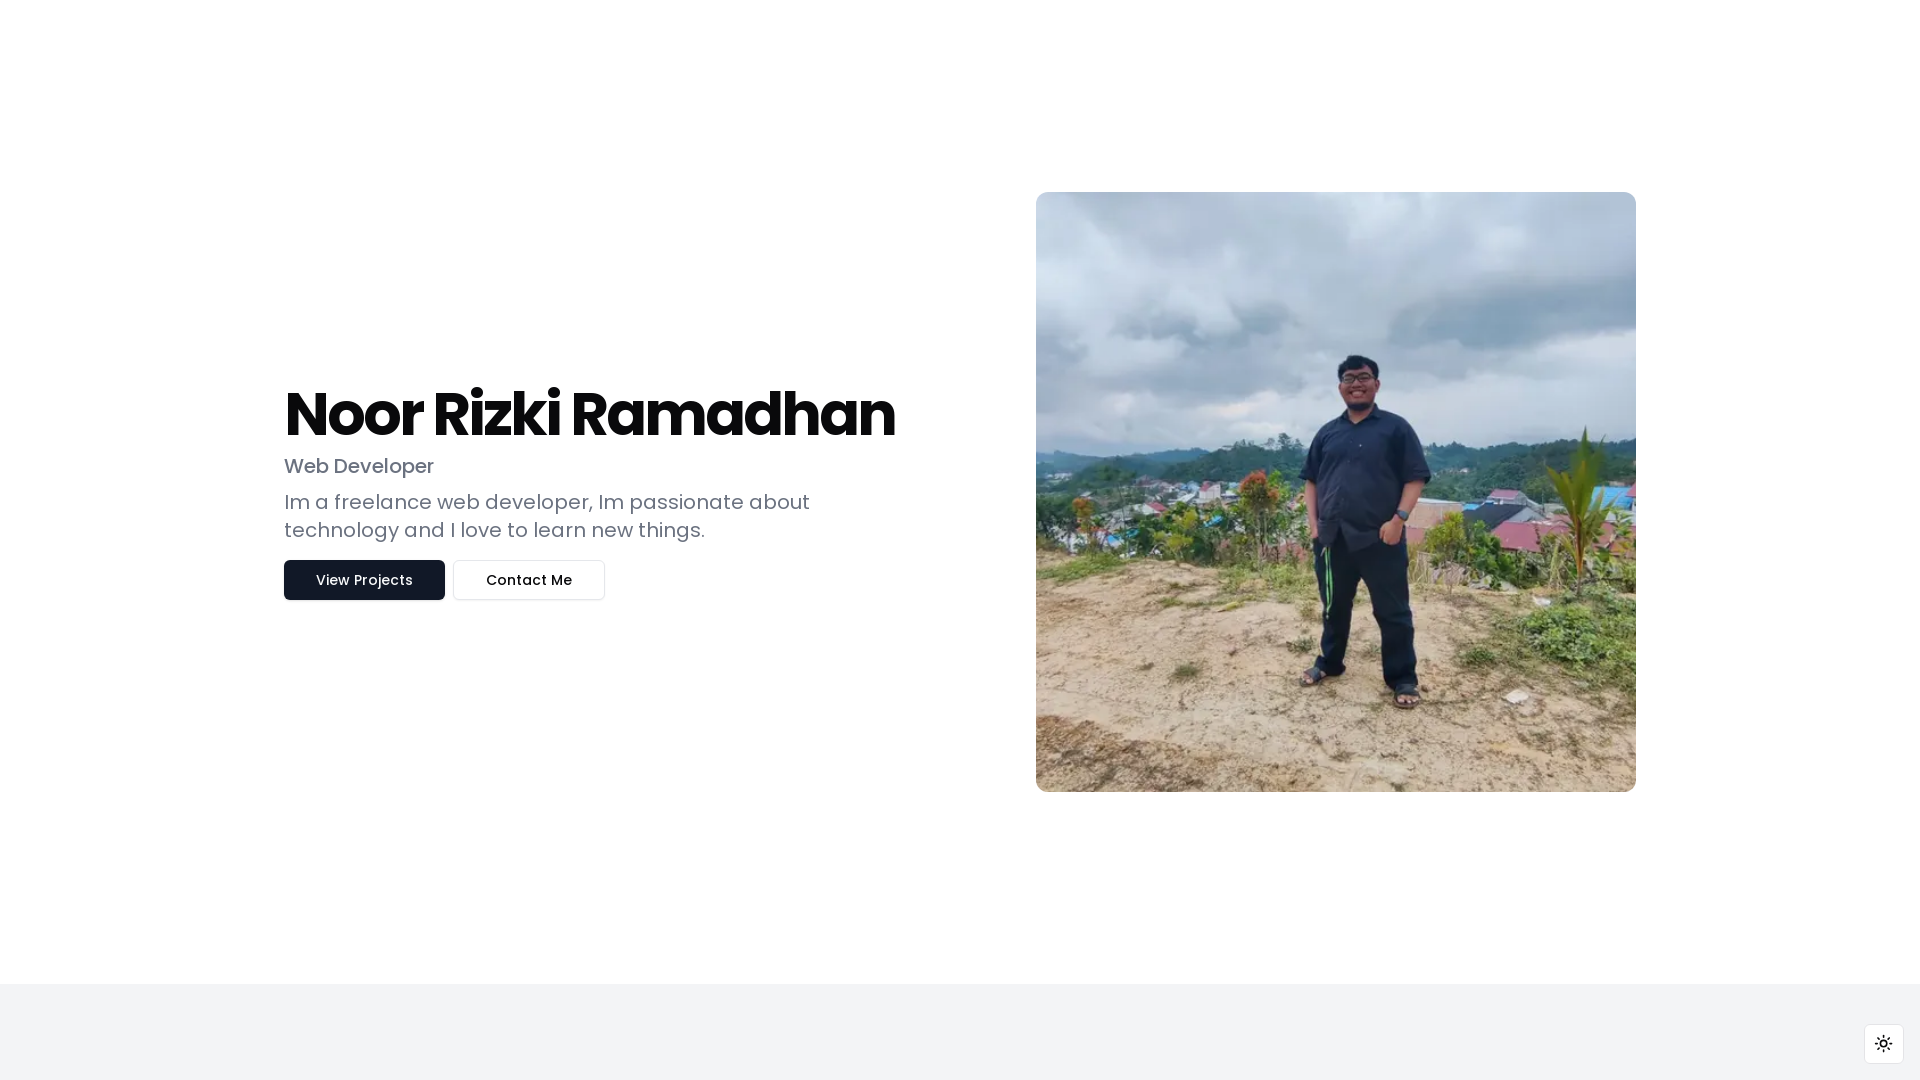 Noor Rizki Ramadhan
Web Developer
Im a freelance web developer, Im passionate about
technology and I love to learn new things.
View Projects
Contact Me